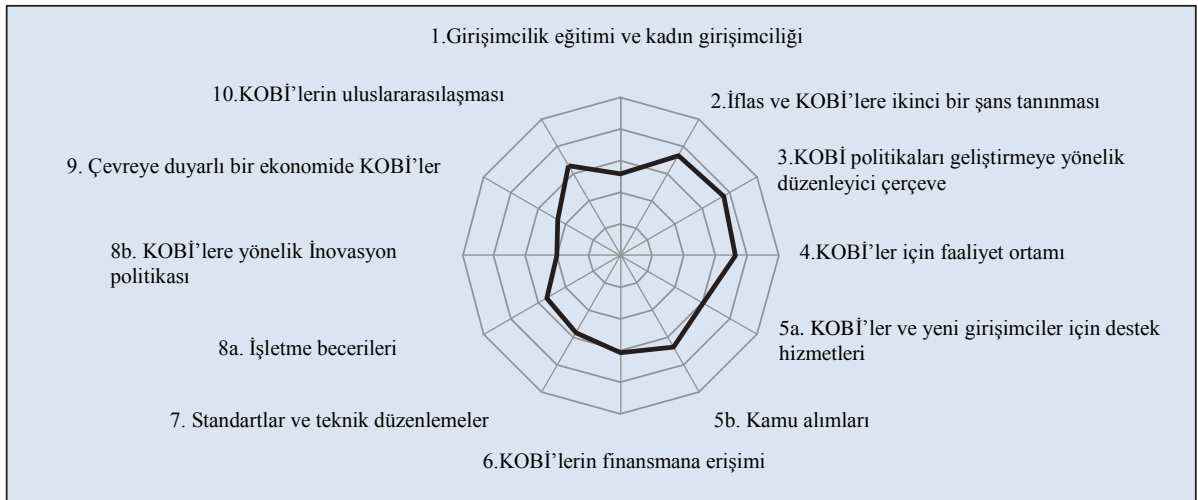 1.Girişimcilik eğitimi ve kadın girişimciliği
2.İflas ve KOBİ'lere ikinci bir şans tanınması
3.KOBİ politikaları geliştirmeye yönelik
düzenleyici çerçeve
4.KOBİ'ler için faaliyet ortamı
5a. KOBİ'ler ve yeni girişimciler için destek
hizmetleri
5b. Kamu alımları
6.KOBİ'lerin finansmana erişimi
7. Standartlar ve teknik düzenlemeler
8a. İşletme becerileri
8b. KOBİ'lere yönelik İnovasyon
politikası
9. Çevreye duyarlı bir ekonomide KOBİ'ler
10.KOBİ'lerin uluslararasılaşması